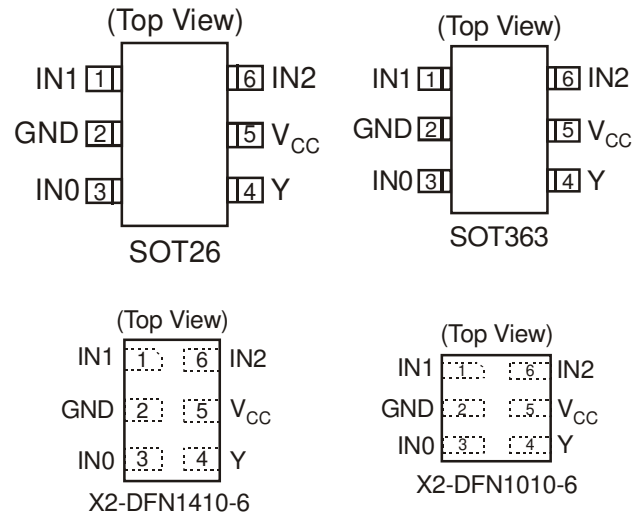 (Top View)
IN1 1 6 IN2
GND 2 5 VCC
IN0 3 4 Y
SOT26
(Top View)
IN1 1 6 IN2
GND 2 5 VCC
IN0 3 4 Y
SOT363
(Top View)
IN1 1 6 IN2
GND 2 5 VCC
IN0 3 4 Y
X2-DFN1410-6
(Top View)
IN1 1 6 IN2
GND 2 5 VCC
IN0 3 4 Y
X2-DFN1010-6